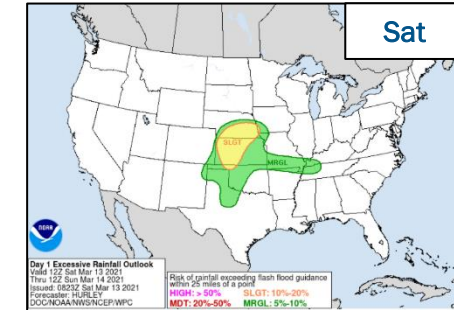 Sat
SLGT
MRGL
NOAA
Day 1 Excessive Rainfall Outlook
Valid 12Z Sat Mar 13 2021
Thru 12Z Sun Mar 14 2021
Issued: 0823Z Sat Mar 13 2021
Forecaster: HURLEY
DOC/NOAA/NWS/NCEP/WPC
Risk of rainfall exceeding flash flood guidance
within 25 miles of a point
HIGH: > 50% SLGT: 10%-20%
MDT: 20%-50% MRGL: 5%-10%